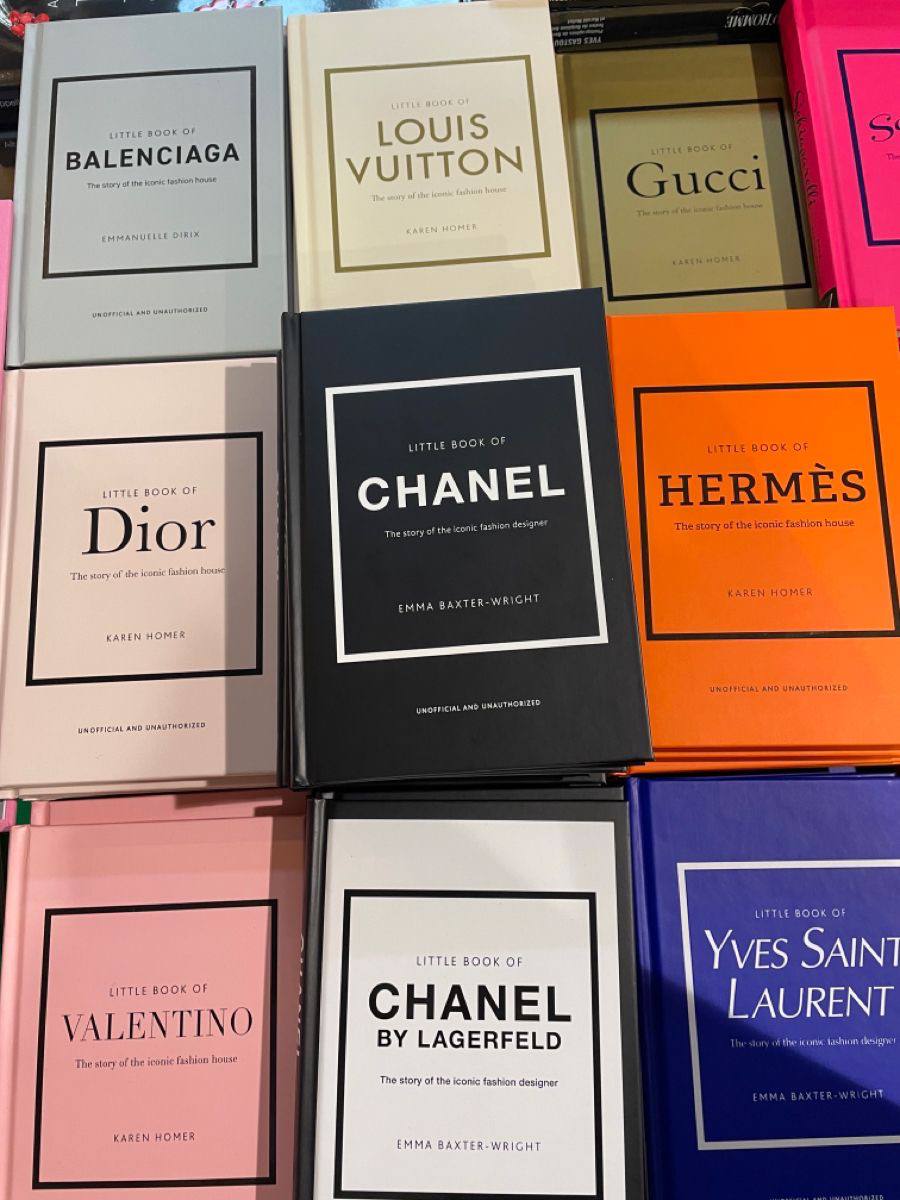 LITTLE BOOK OF
BALENCIAGA
The story of the iconic fashion house
EMMANUELLE DIRIX
UNOFFICIAL AND UNAUTHORIZED
LITTLE BOOK OF
LOUIS
VUITTON
The story of the iconic fashion house
KAREN HOMER
L'HOMME
YVES GASTOU
LITTLE BOOK OF
Gucci
The story of the iconic fashion house
KAREN HOMER
Schiaparelli
LITTLE BOOK OF
Dior
The story of the iconic fashion house
KAREN HOMER
UNOFFICIAL AND UNAUTHORIZED
LITTLE BOOK OF
CHANEL
The story of the iconic fashion designer
EMMA BAXTER-WRIGHT
UNOFFICIAL AND UNAUTHORIZED
LITTLE BOOK OF
HERMÈS
The story of the iconic fashion house
KAREN HOMER
UNOFFICIAL AND UNAUTHORIZED
LITTLE BOOK OF
VALENTINO
The story of the iconic fashion house
KAREN HOMER
LITTLE BOOK OF
CHANEL
BY LAGERFELD
The story of the iconic fashion designer
EMMA BAXTER-WRIGHT
LITTLE BOOK OF
YVES SAINT
LAURENT
The story of the iconic fashion designer
EMMA BAXTER-WRIGHT
UNOFFICIAL AND UNAUTHORIZED